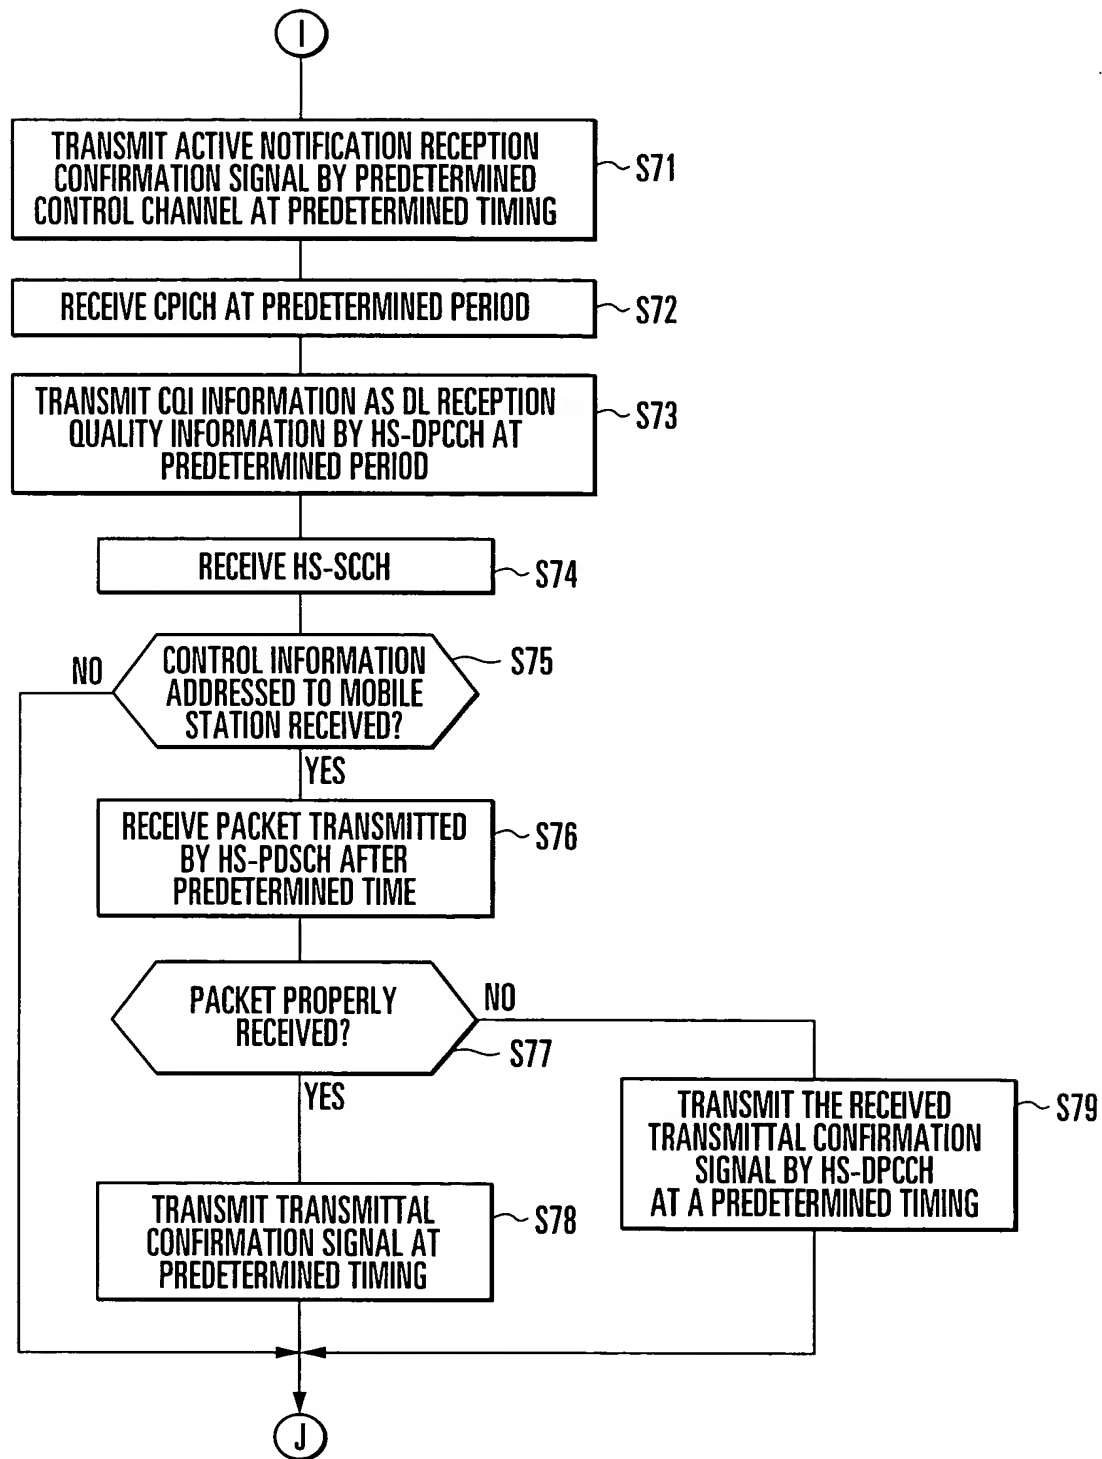 I
TRANSMIT ACTIVE NOTIFICATION RECEPTION
CONFIRMATION SIGNAL BY PREDETERMINED
CONTROL CHANNEL AT PREDETERMINED TIMING
S71
RECEIVE CPICH AT PREDETERMINED PERIOD
S72
TRANSMIT CQI INFORMATION AS DL RECEPTION
QUALITY INFORMATION BY HS-DPCCH AT
PREDETERMINED PERIOD
S73
RECEIVE HS-SCCH
S74
NO
CONTROL INFORMATION
ADDRESSED TO MOBILE
STATION RECEIVED?
S75
YES
RECEIVE PACKET TRANSMITTED
BY HS-PDSCH AFTER
PREDETERMINED TIME
S76
PACKET PROPERLY
RECEIVED?
NO
S77
YES
TRANSMIT THE RECEIVED
TRANSMITTAL CONFIRMATION
SIGNAL BY HS-DPCCH
AT A PREDETERMINED TIMING
S79
TRANSMIT TRANSMITTAL
CONFIRMATION SIGNAL AT
PREDETERMINED TIMING
S78
J